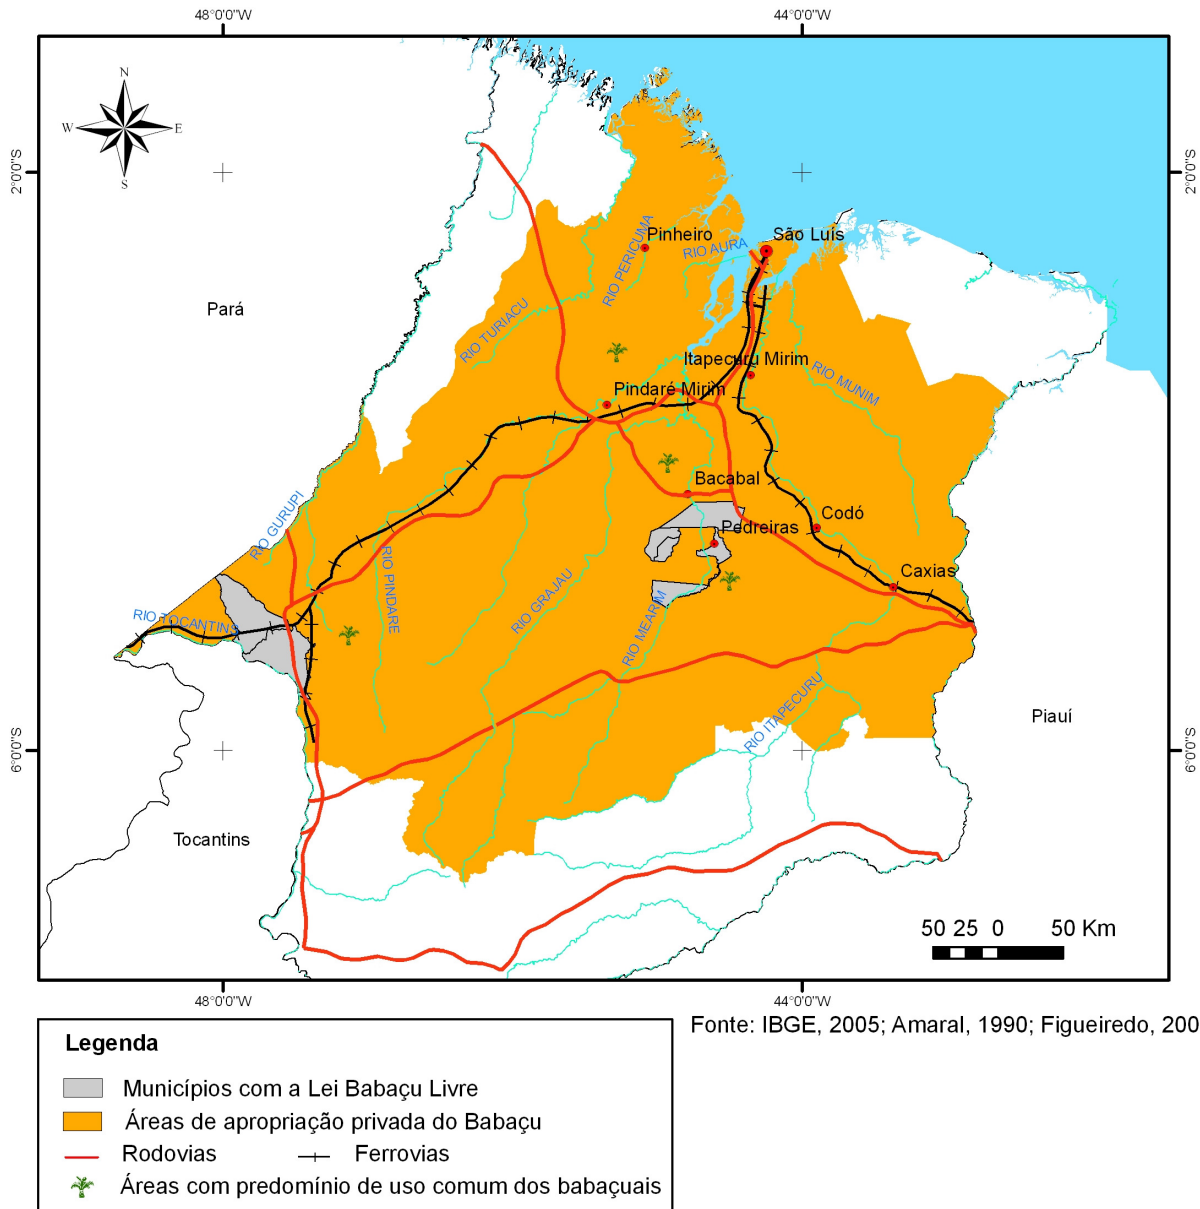 48°0'0"W 44°0'0"W
N
W E
S
2°0'0"S 2°0'0"S
Pinheiro
São Luís
RIO PERICUMA
RIO AURA
Pará
RIO TURIACU
Itapecuru Mirim
Pindaré Mirim
RIO MUNIM
Bacabal
Codó
Pedreiras
RIO GURUPI
RIO PINDARE
Caxias
RIO GRAJAU
RIO TOCANTINS
RIO MEARIM
RIO ITAPECURU
Piauí
6°0'0"S 6°0'0"S
Tocantins
50 25 0 50 Km
48°0'0"W 44°0'0"W
Fonte: IBGE, 2005; Amaral, 1990; Figueiredo, 200
Legenda
Municípios com a Lei Babaçu Livre
Áreas de apropriação privada do Babaçu
Rodovias Ferrovias
Áreas com predomínio de uso comum dos babaçuais